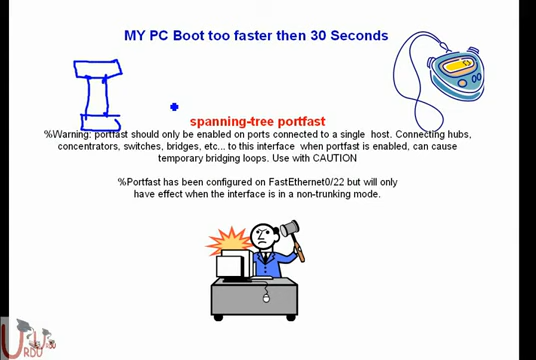 MY PC Boot too faster then 30 Seconds
spanning-tree portfast
%Warning: portfast should only be enabled on ports connected to a single host. Connecting hubs,
concentrators, switches, bridges, etc... to this interface when portfast is enabled, can cause
temporary bridging loops. Use with CAUTION
%Portfast has been configured on FastEthernet0/22 but will only
have effect when the interface is in a non-trunking mode.
URDU